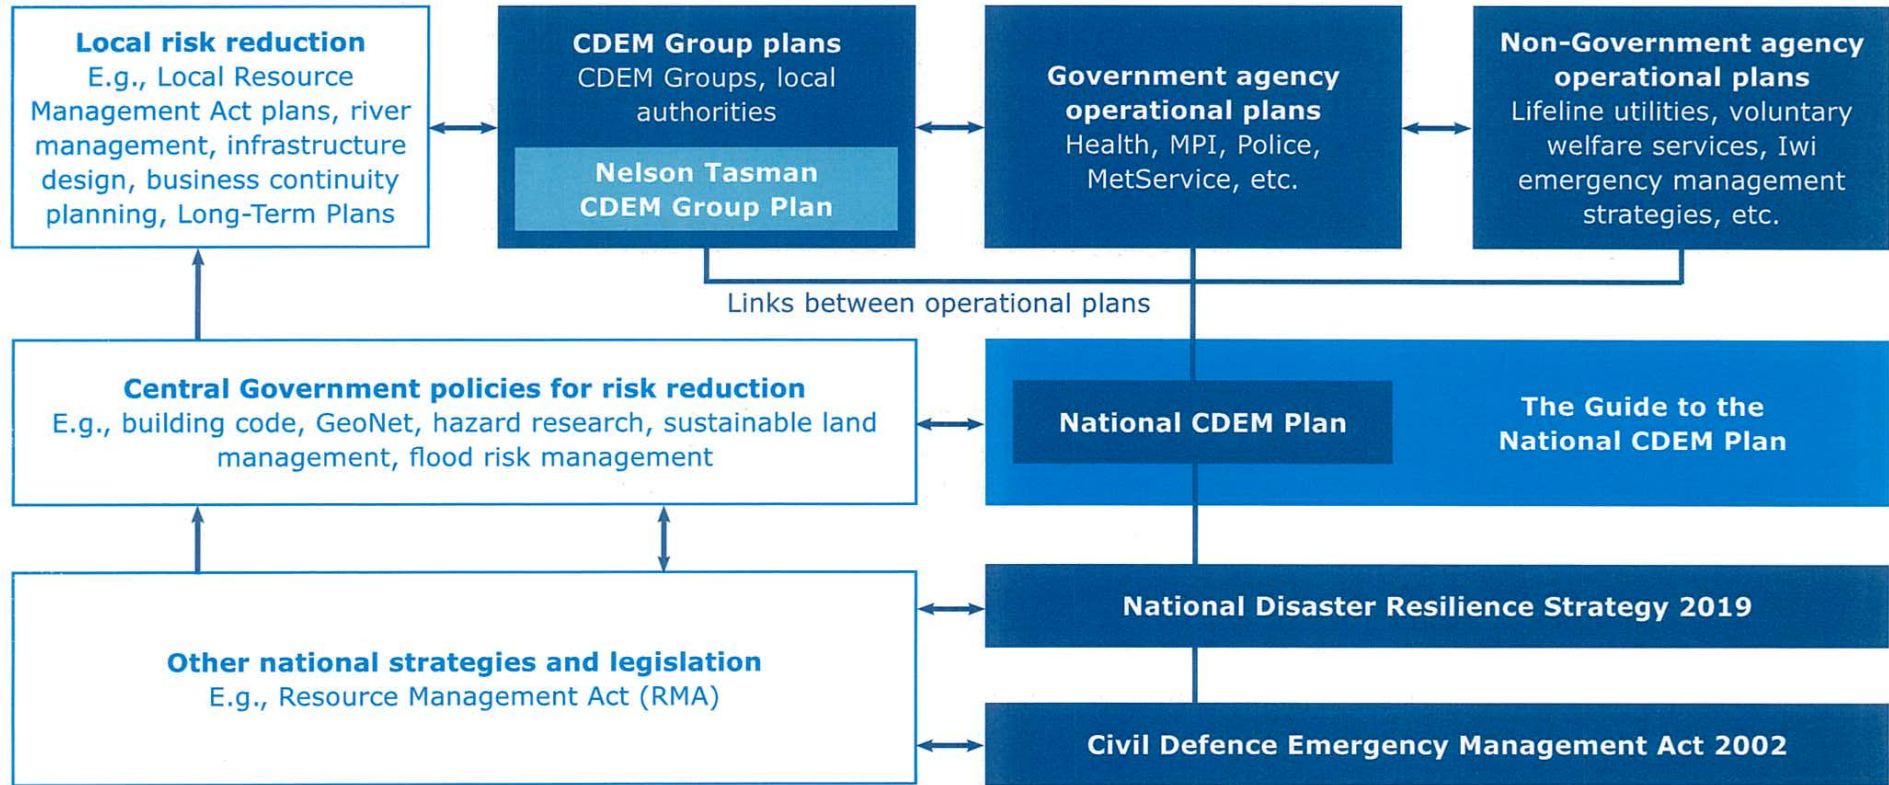 Local risk reduction
E.g., Local Resource
Management Act plans, river
management, infrastructure
design, business continuity
planning, Long-Term Plans
CDEM Group plans
CDEM Groups, local
authorities
Nelson Tasman
CDEM Group Plan
Government agency
operational plans
Health, MPI, Police,
MetService, etc.
Non-Government agency
operational plans
Lifeline utilities, voluntary
welfare services, Iwi
emergency management
strategies, etc.
Links between operational plans
Central Government policies for risk reduction
E.g., building code, GeoNet, hazard research, sustainable land
management, flood risk management
National CDEM Plan
The Guide to the
National CDEM Plan
Other national strategies and legislation
E.g., Resource Management Act (RMA)
National Disaster Resilience Strategy 2019
Civil Defence Emergency Management Act 2002